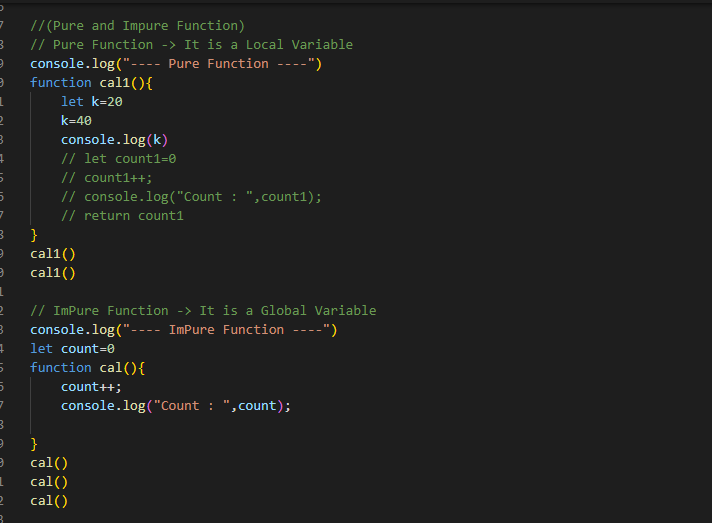 //(Pure and Impure Function)
// Pure Function -> It is a Local Variable
console.log("---- Pure Function ----")
function cal1(){
let k=20
k=40
console.log(k)
// let count1=0
// count1++;
// console.log("Count : ",count1);
// return count1
}
cal1()
cal1()
// ImPure Function -> It is a Global Variable
console.log("---- ImPure Function ----")
let count=0
function cal(){
count++;
console.log("Count : ",count);
}
cal()
cal()
cal()